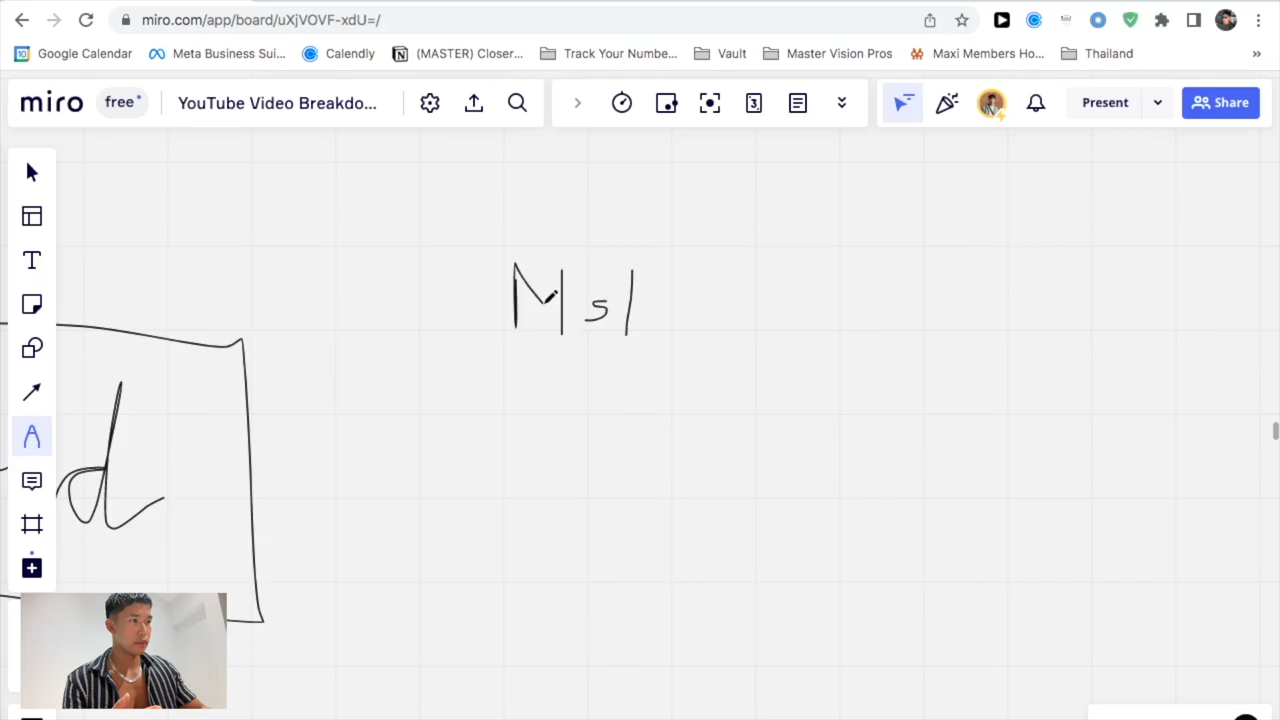 miro.com/app/board/uXjVOVF-xdU=/
10 Google Calendar Meta Business Sui... Calendly (MASTER) Closer... Track Your Numbe... Vault Master Vision Pros Maxi Members Ho... Thailand »
miro free YouTube Video Breakdo... 3 Present Share
T
M s l
d